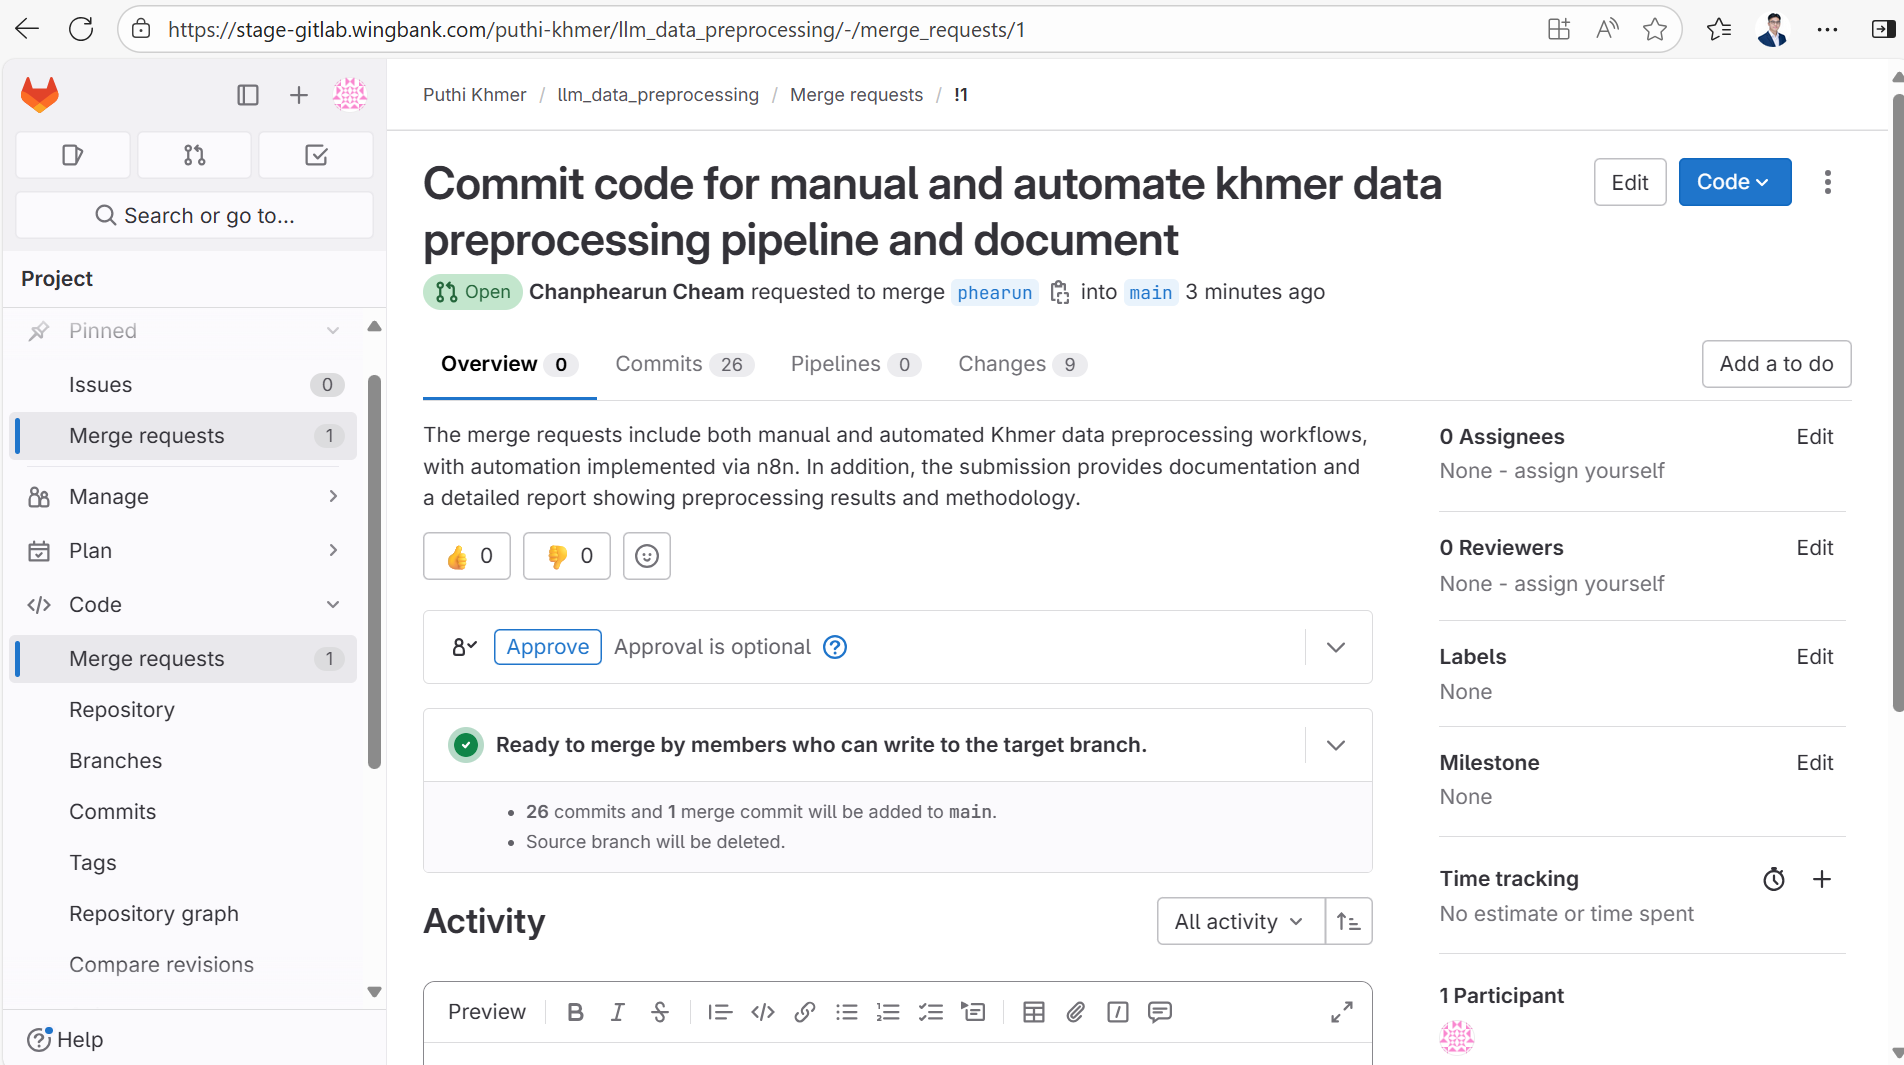 https://stage-gitlab.wingbank.com/puthi-khmer/llm_data_preprocessing/-/merge_requests/1
Puthi Khmer / llm_data_preprocessing / Merge requests / !1
Search or go to...
Project
Pinned
Issues 0
Merge requests 1
Manage
Plan
Code
Merge requests 1
Repository
Branches
Commits
Tags
Repository graph
Compare revisions
Help
Commit code for manual and automate khmer data
preprocessing pipeline and document
Edit
Code
Open Chanphearun Cheam requested to merge phearun into main 3 minutes ago
Overview 0 Commits 26 Pipelines 0 Changes 9
Add a to do
The merge requests include both manual and automated Khmer data preprocessing workflows,
with automation implemented via n8n. In addition, the submission provides documentation and
a detailed report showing preprocessing results and methodology.
👍 0 👎 0
Approve Approval is optional
Ready to merge by members who can write to the target branch.
• 26 commits and 1 merge commit will be added to main.
• Source branch will be deleted.
Activity
All activity
Preview
0 Assignees Edit
None - assign yourself
0 Reviewers Edit
None - assign yourself
Labels Edit
None
Milestone Edit
None
Time tracking
No estimate or time spent
1 Participant